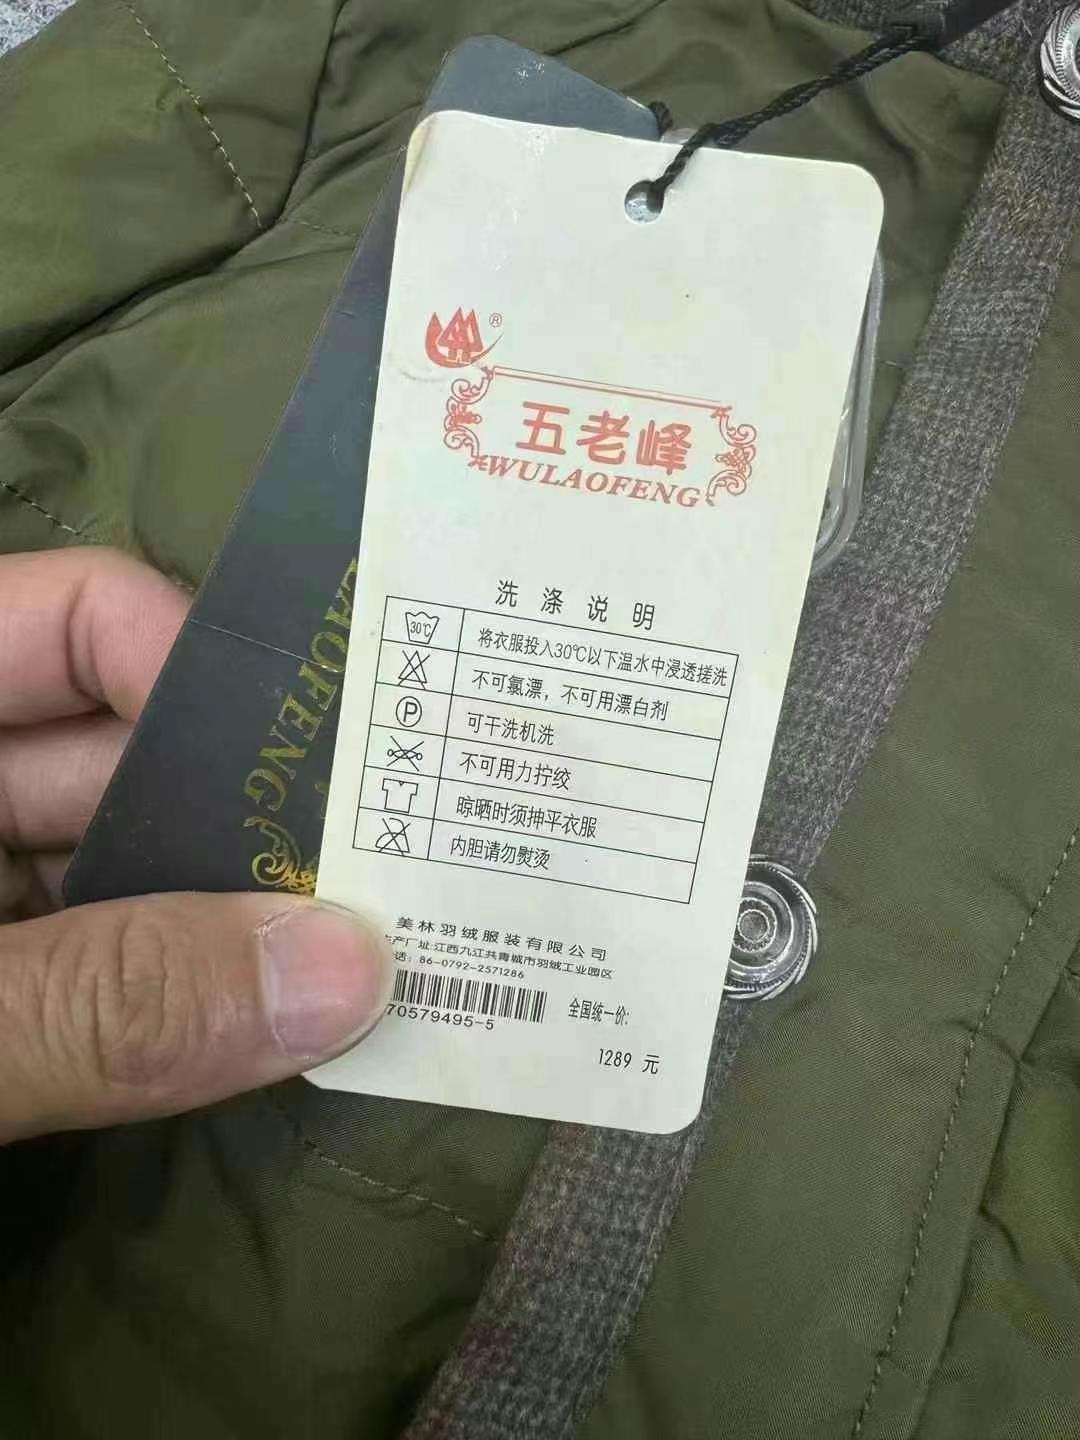 ®
五老峰
WULAOFENG
洗涤说明
30℃ 将衣服投入30℃以下温水中浸透搓洗
不可氯漂，不可用漂白剂
P 可干洗机洗
不可用力拧绞
晾晒时须抻平衣服
内胆请勿熨烫
美林羽绒服装有限公司
产厂址:江西九江共青城市羽绒工业园区
话：86-0792-2571286
70579495-5
全国统一价:
1289 元
LAOFENG